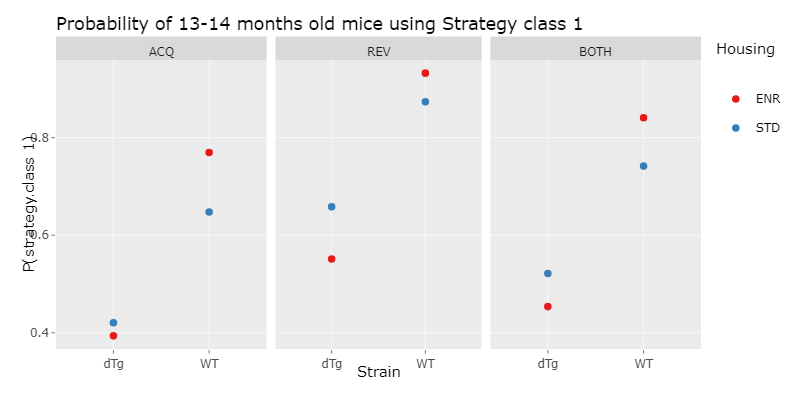 Probability of 13-14 months old mice using Strategy class 1
ACQ REV BOTH
Housing
ENR
STD
P(strategy.class 1)
0.8
0.6
0.4
dTg WT dTg WT dTg WT
Strain